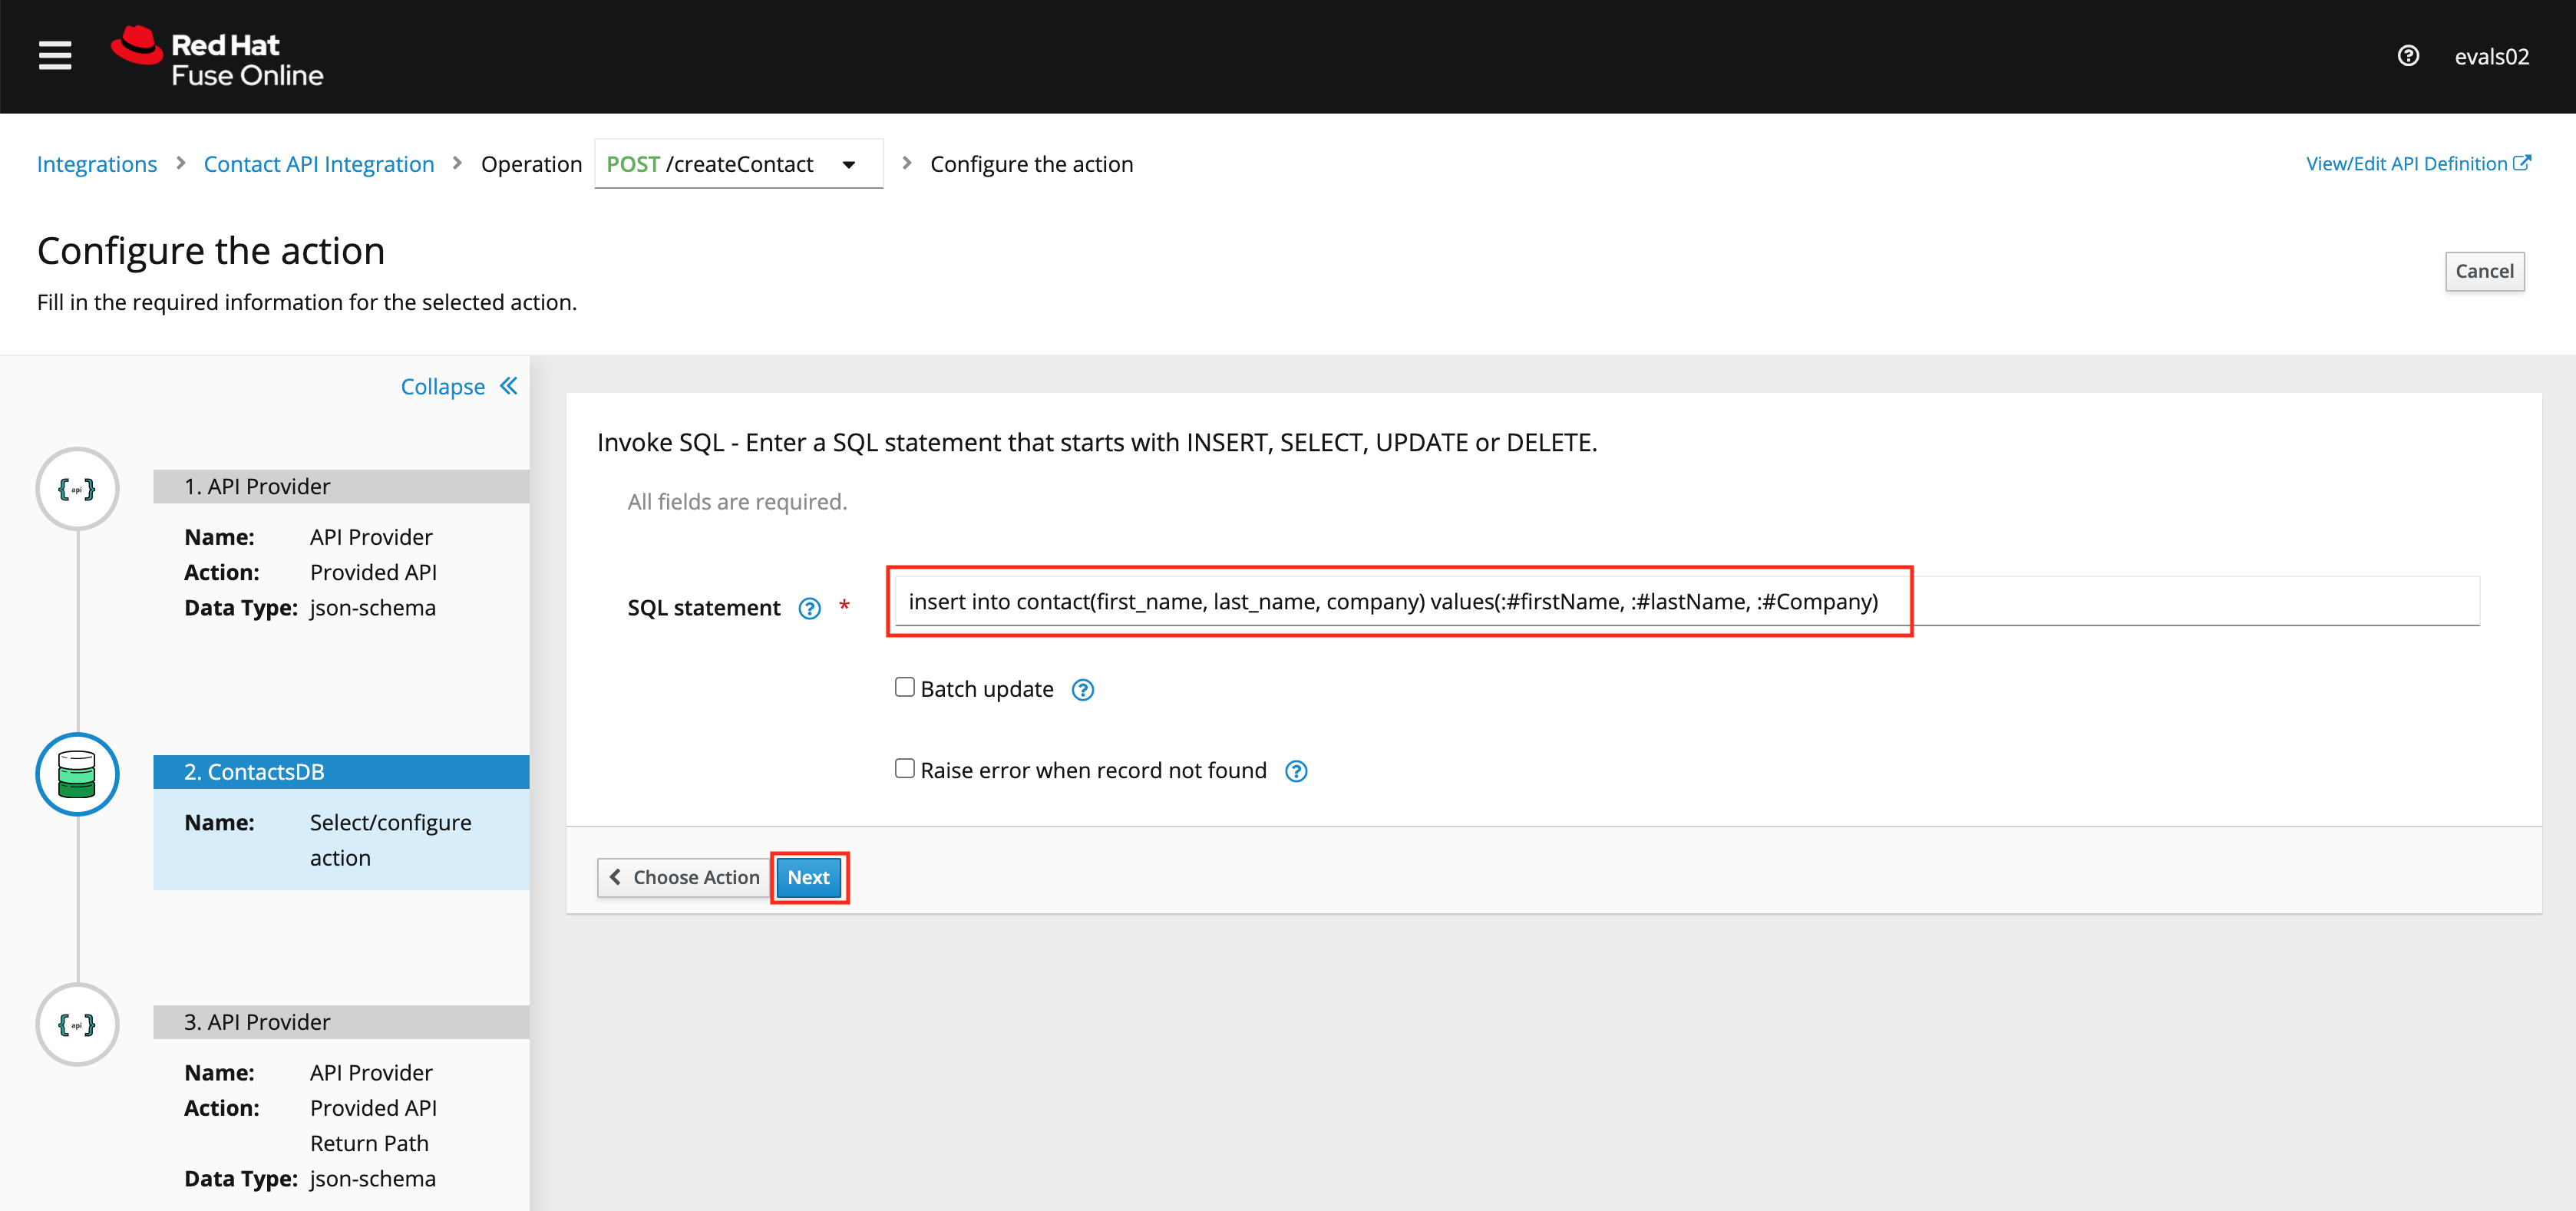 Red Hat
Fuse Online
evals02
Integrations > Contact API Integration > Operation POST /createContact > Configure the action
View/Edit API Definition
Configure the action
Cancel
Fill in the required information for the selected action.
Collapse
1. API Provider
Name: API Provider
Action: Provided API
Data Type: json-schema
2. ContactsDB
Name: Select/configure
action
3. API Provider
Name: API Provider
Action: Provided API
Return Path
Data Type: json-schema
Invoke SQL - Enter a SQL statement that starts with INSERT, SELECT, UPDATE or DELETE.
All fields are required.
SQL statement * insert into contact(first_name, last_name, company) values(:#firstName, :#lastName, :#Company)
Batch update
Raise error when record not found
Choose Action
Next
{api}
{api}